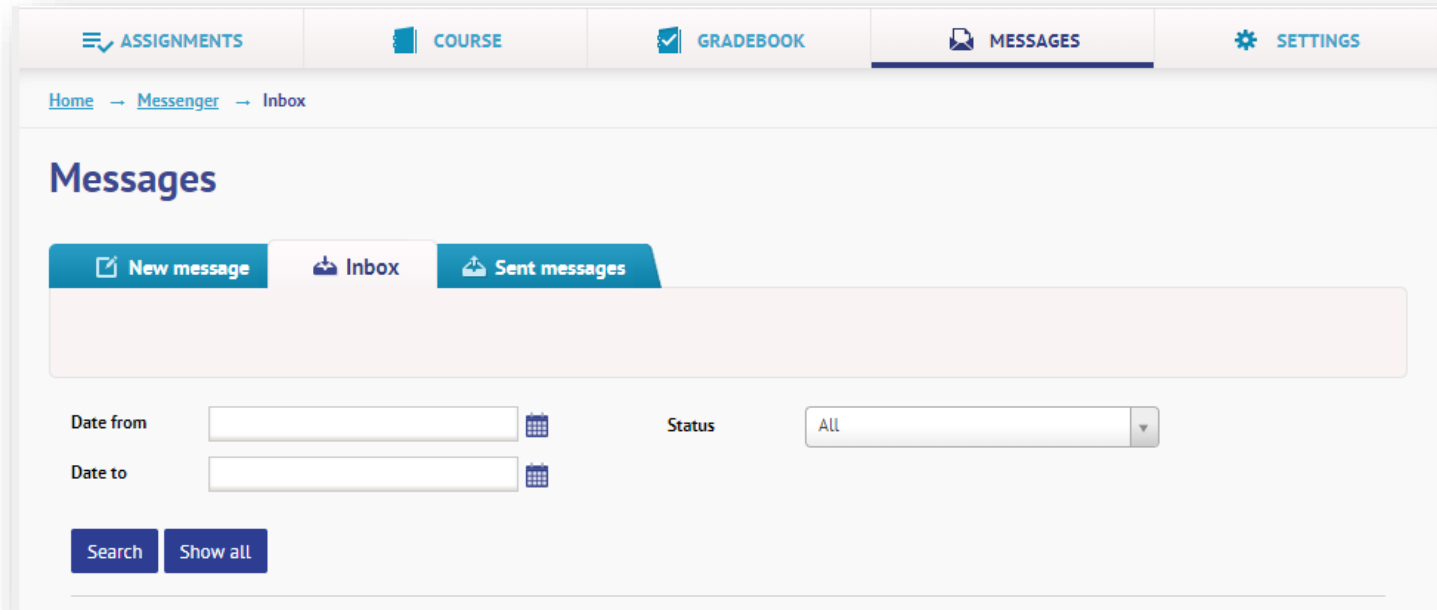 ASSIGNMENTS COURSE GRADEBOOK MESSAGES SETTINGS
Home → Messenger → Inbox
Messages
New message Inbox Sent messages
Date from Status All
Date to
Search Show all